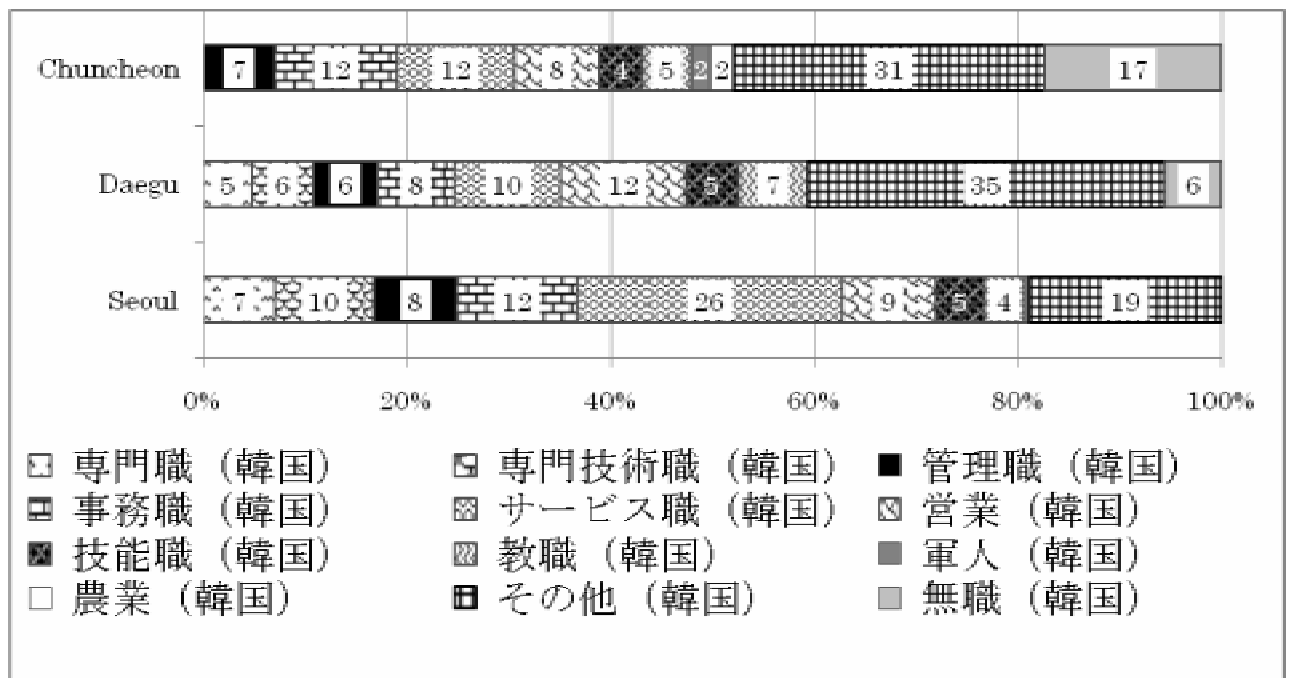 Chuncheon 7 12 12 8 4 5 2 2 31 17
Daegu 5 6 6 8 10 12 5 7 35 6
Seoul 7 10 8 12 26 9 5 4 19
0% 20% 40% 60% 80% 100%
専門職（韓国） 専門技術職（韓国） 管理職（韓国）
事務職（韓国） サービス職（韓国） 営業（韓国）
技能職（韓国） 教職（韓国） 軍人（韓国）
農業（韓国） その他（韓国） 無職（韓国）